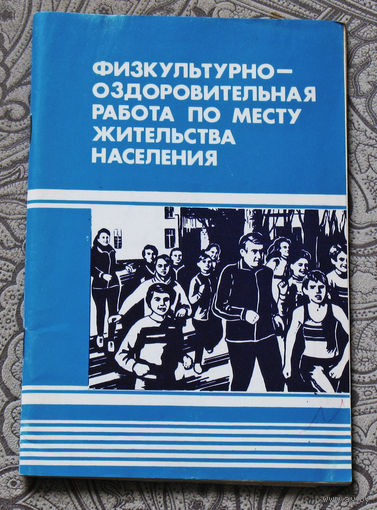 ФИЗКУЛЬТУРНО—
ОЗДОРОВИТЕЛЬНАЯ
РАБОТА ПО МЕСТУ
ЖИТЕЛЬСТВА
НАСЕЛЕНИЯ